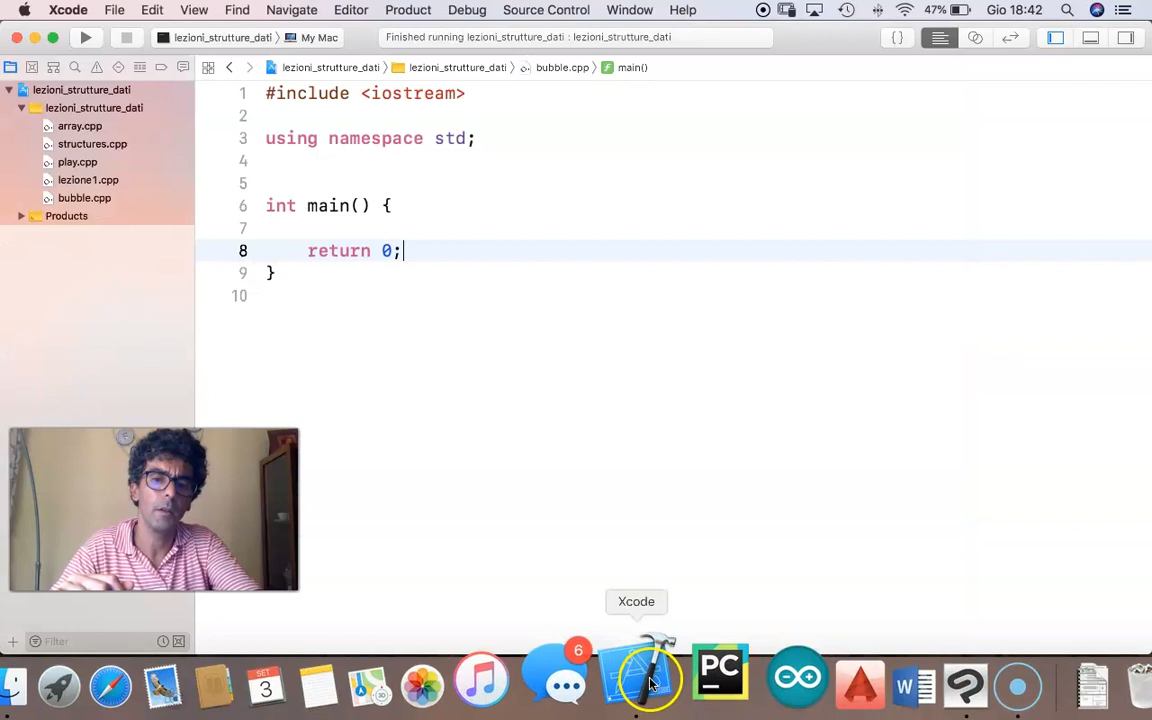 Xcode File Edit View Find Navigate Editor Product Debug Source Control Window Help 47% Gio 18:42
lezioni_strutture_dati My Mac Finished running lezioni_strutture_dati : lezioni_strutture_dati {}
lezioni_strutture_dati lezioni_strutture_dati bubble.cpp main()
lezioni_strutture_dati
lezioni_strutture_dati
array.cpp
structures.cpp
play.cpp
lezione1.cpp
bubble.cpp
Products
1 #include <iostream>
2
3 using namespace std;
4
5
6 int main() {
7
8 return 0;
9 }
10
Xcode
Filter
6
SET
3
PC
W